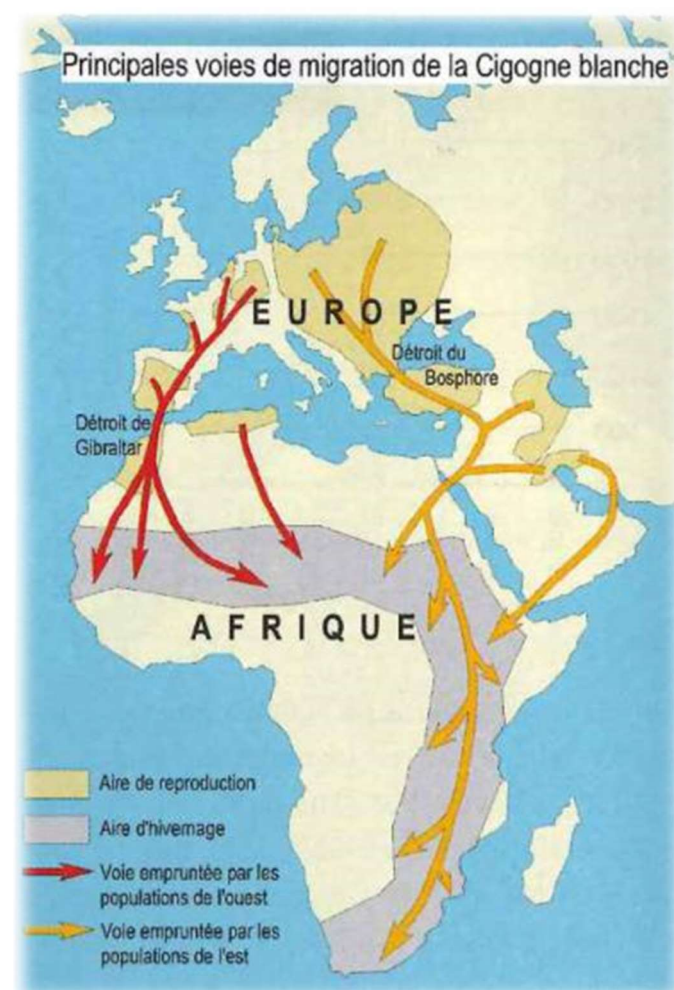 Principales voies de migration de la Cigogne blanche
EUROPE
Détroit du
Bosphore
Détroit de
Gibraltar
AFRIQUE
Aire de reproduction
Aire d'hivernage
Voie empruntée par les
populations de l'ouest
Voie empruntée par les
populations de l'est